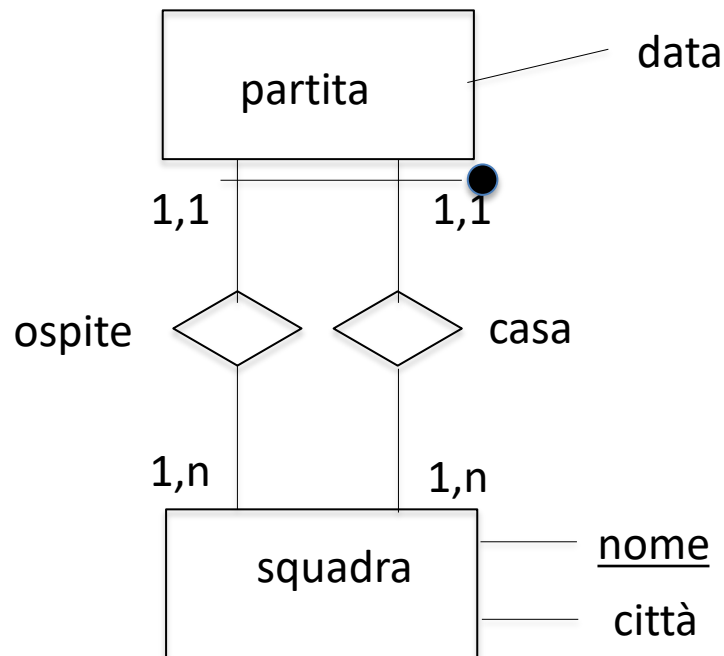 data
partita
1,1
1,1
ospite
casa
1,n
1,n
squadra
nome
città